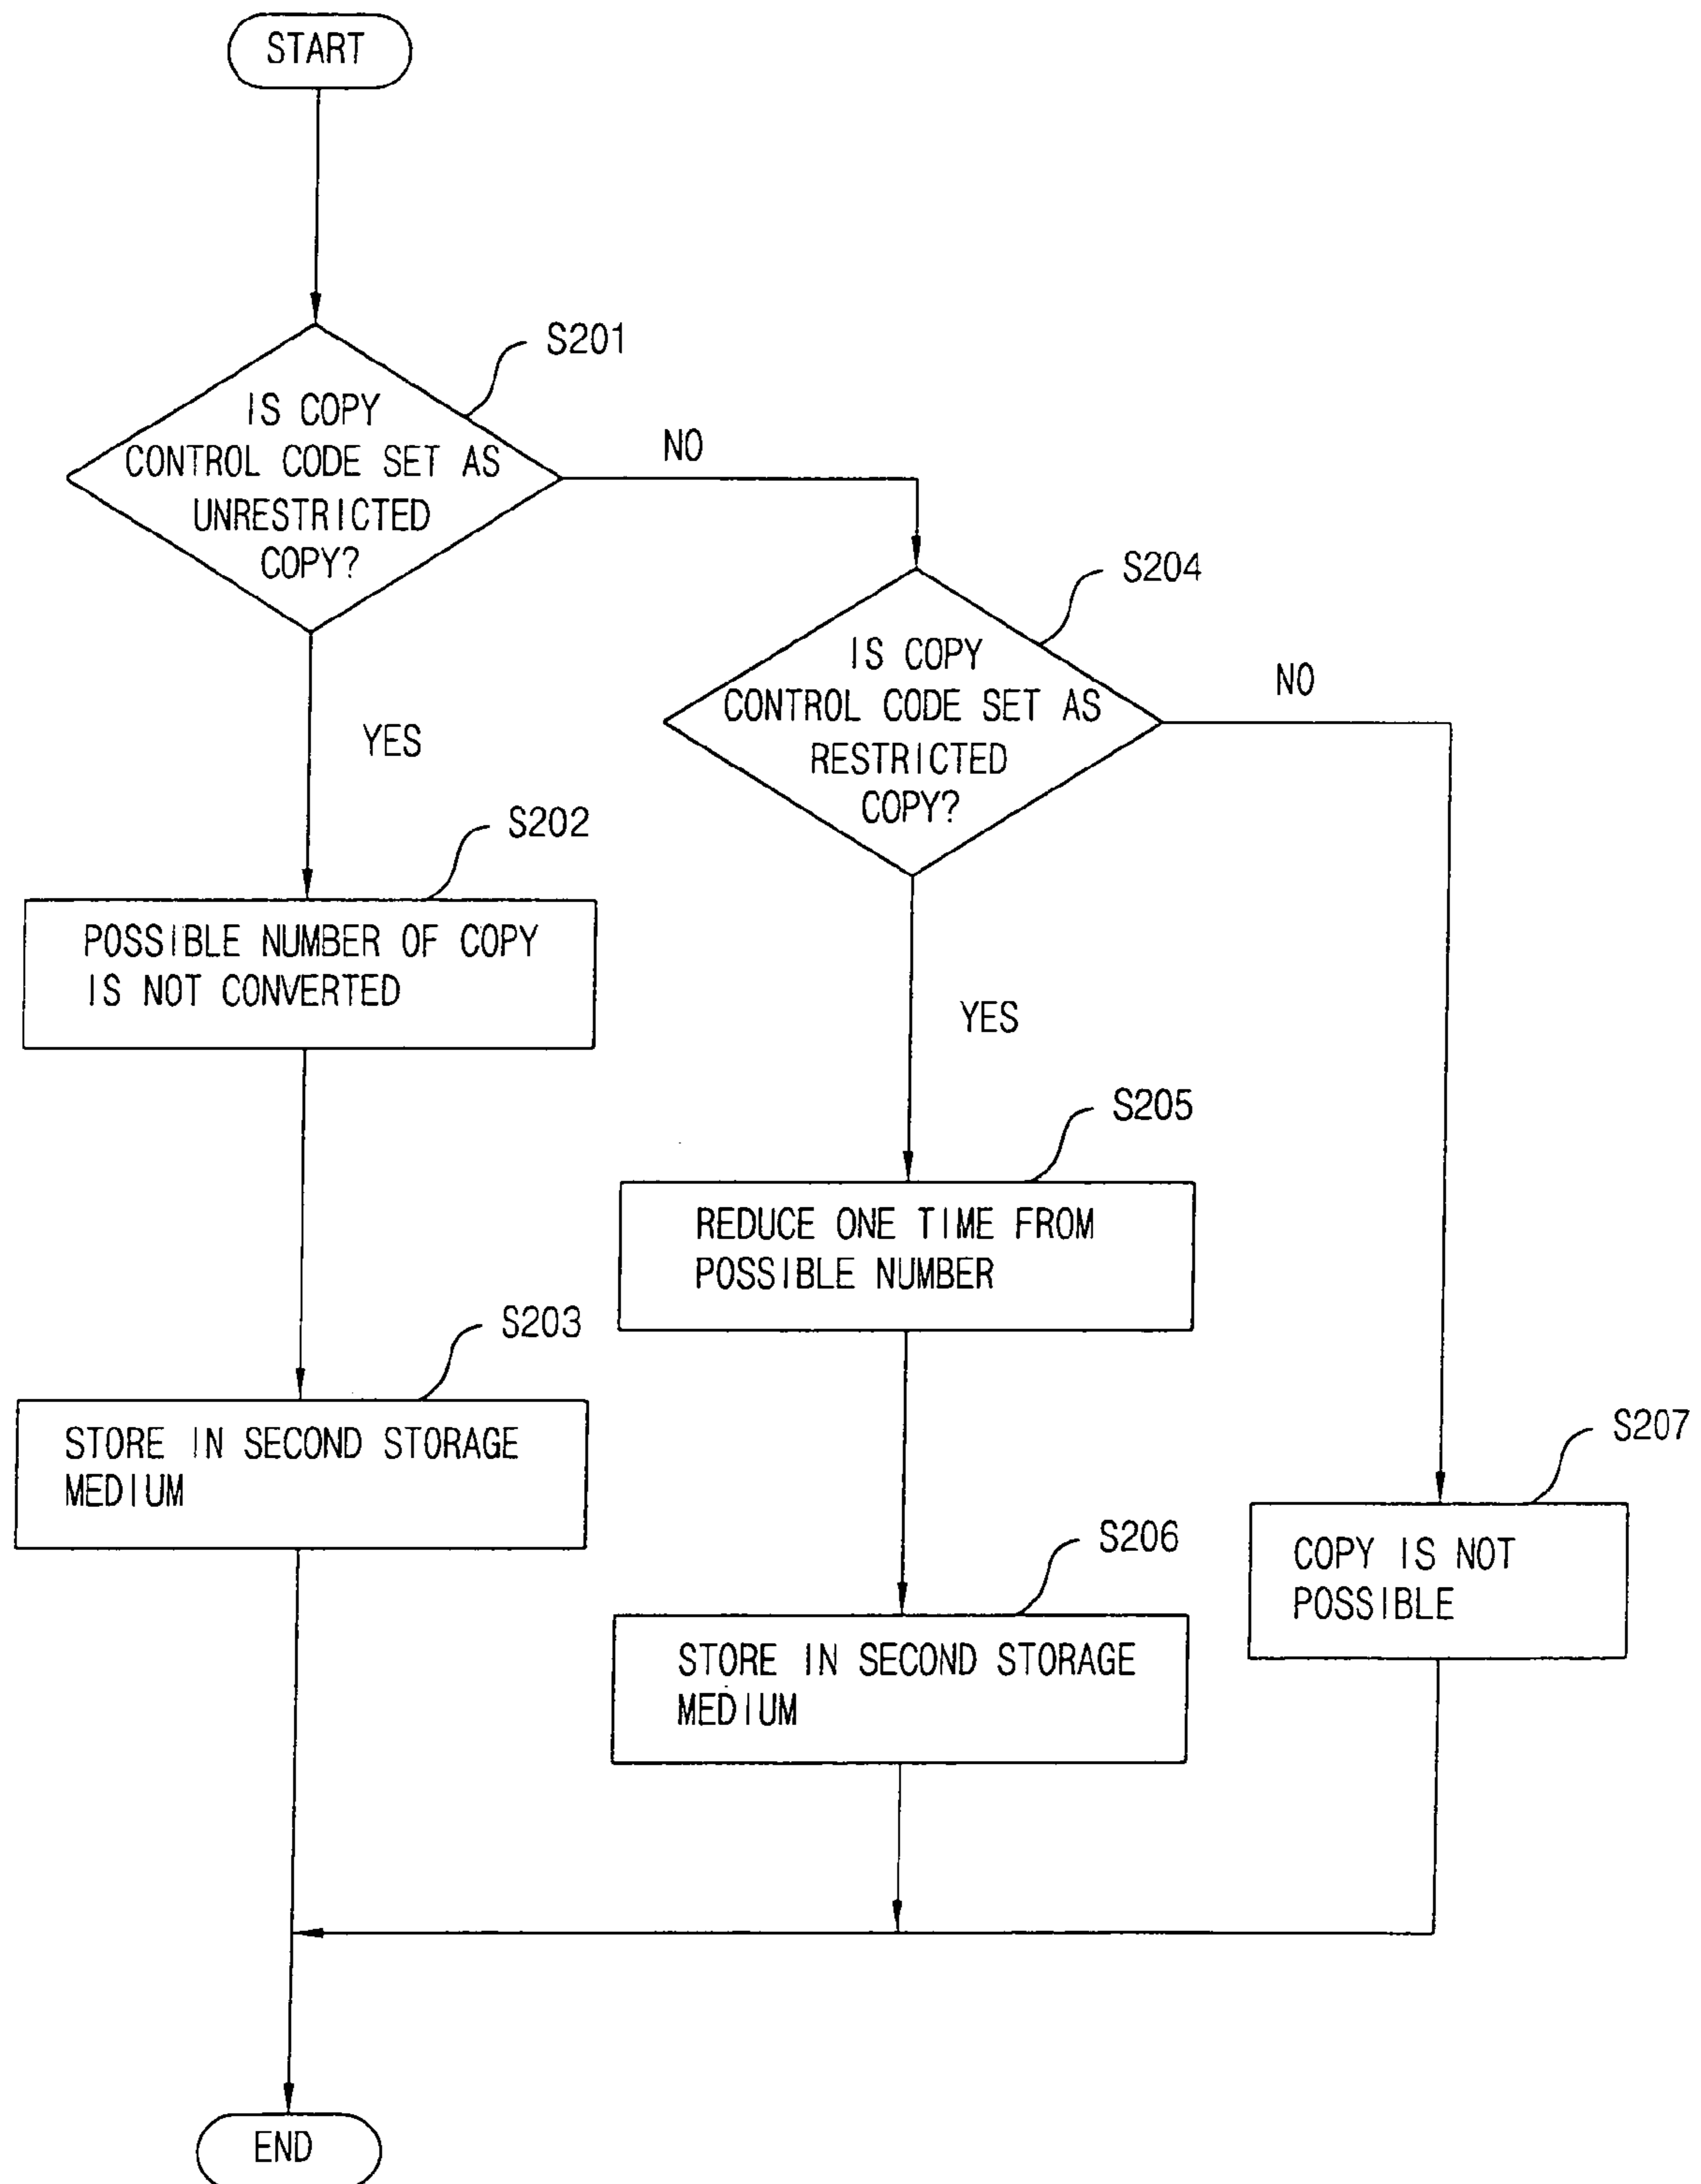 START
S201
IS COPY
CONTROL CODE SET AS
UNRESTRICTED
COPY?
NO
S204
IS COPY
CONTROL CODE SET AS
RESTRICTED
COPY?
NO
YES
S202
POSSIBLE NUMBER OF COPY
IS NOT CONVERTED
YES
S205
REDUCE ONE TIME FROM
POSSIBLE NUMBER
S203
STORE IN SECOND STORAGE
MEDIUM
S207
COPY IS NOT
POSSIBLE
S206
STORE IN SECOND STORAGE
MEDIUM
END